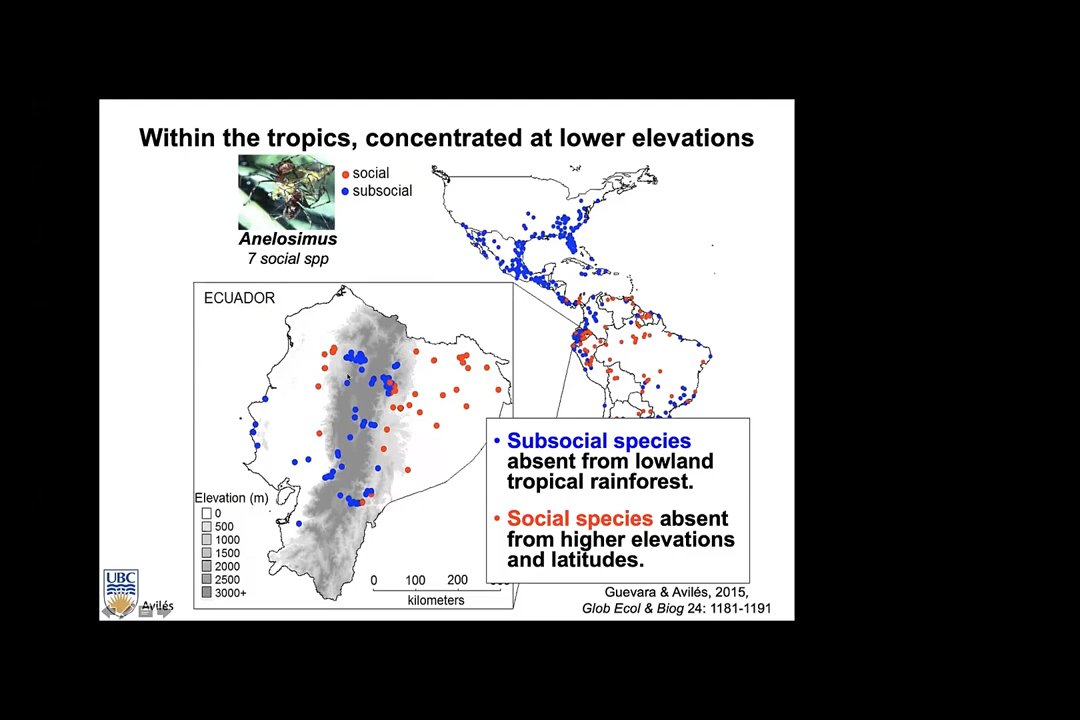 Within the tropics, concentrated at lower elevations
social
subsocial
Anelosimus
7 social spp
ECUADOR
Elevation (m)
0
500
1000
1500
2000
2500
3000+
0 100 200
kilometers
• Subsocial species
absent from lowland
tropical rainforest.
• Social species absent
from higher elevations
and latitudes.
Guevara & Avilés, 2015,
Glob Ecol & Biog 24: 1181-1191
UBC
Avilés